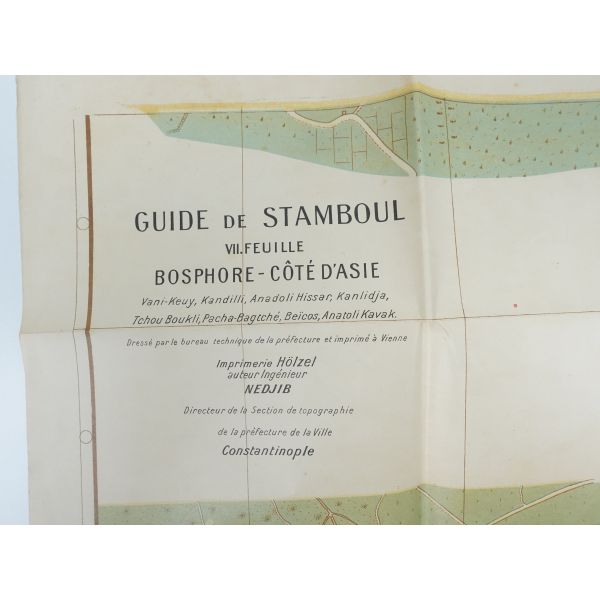 GUIDE DE STAMBOUL
VII. FEUILLE
BOSPHORE - CÔTÉ D'ASIE
Vani-Keuy, Kandilli, Anadoli Hissar, Kanlidja,
Tchou Boukli, Pacha-Bagtché, Beïcos, Anatoli Kavak.
Dressé par le bureau technique de la préfecture et imprimé à Vienne
Imprimerie Hölzel
auteur Ingénieur
NEDJIB
Directeur de la Section de topographie
de la préfecture de la Ville
Constantinople